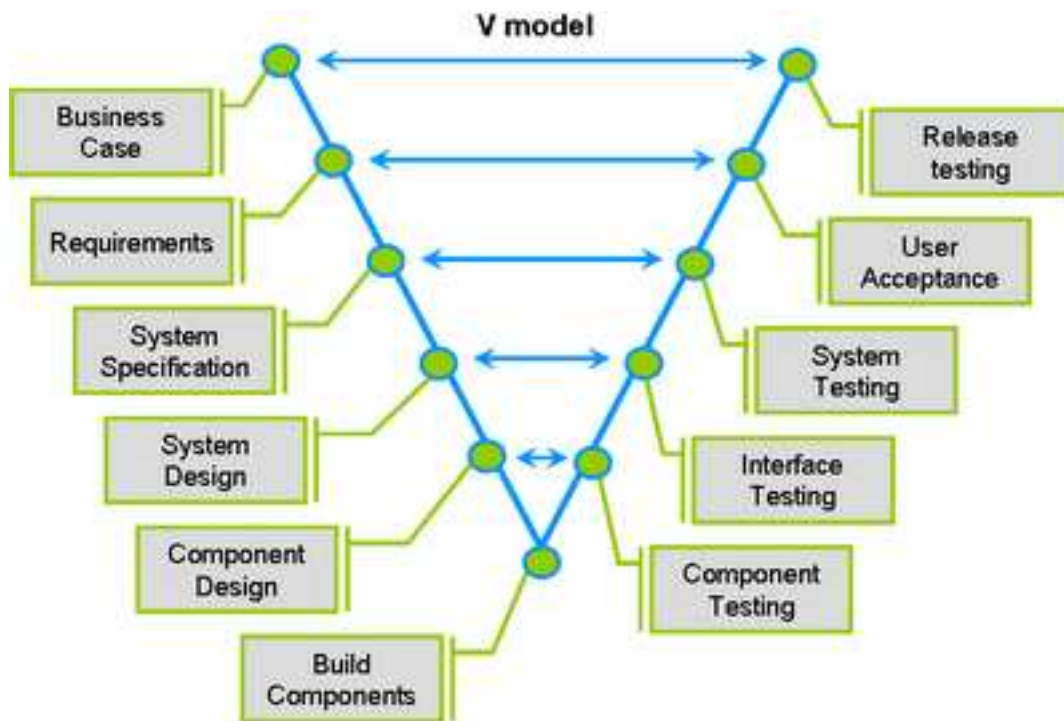 V model
Business
Case
Release
testing
Requirements
User
Acceptance
System
Specification
System
Testing
System
Design
Interface
Testing
Component
Design
Component
Testing
Build
Components